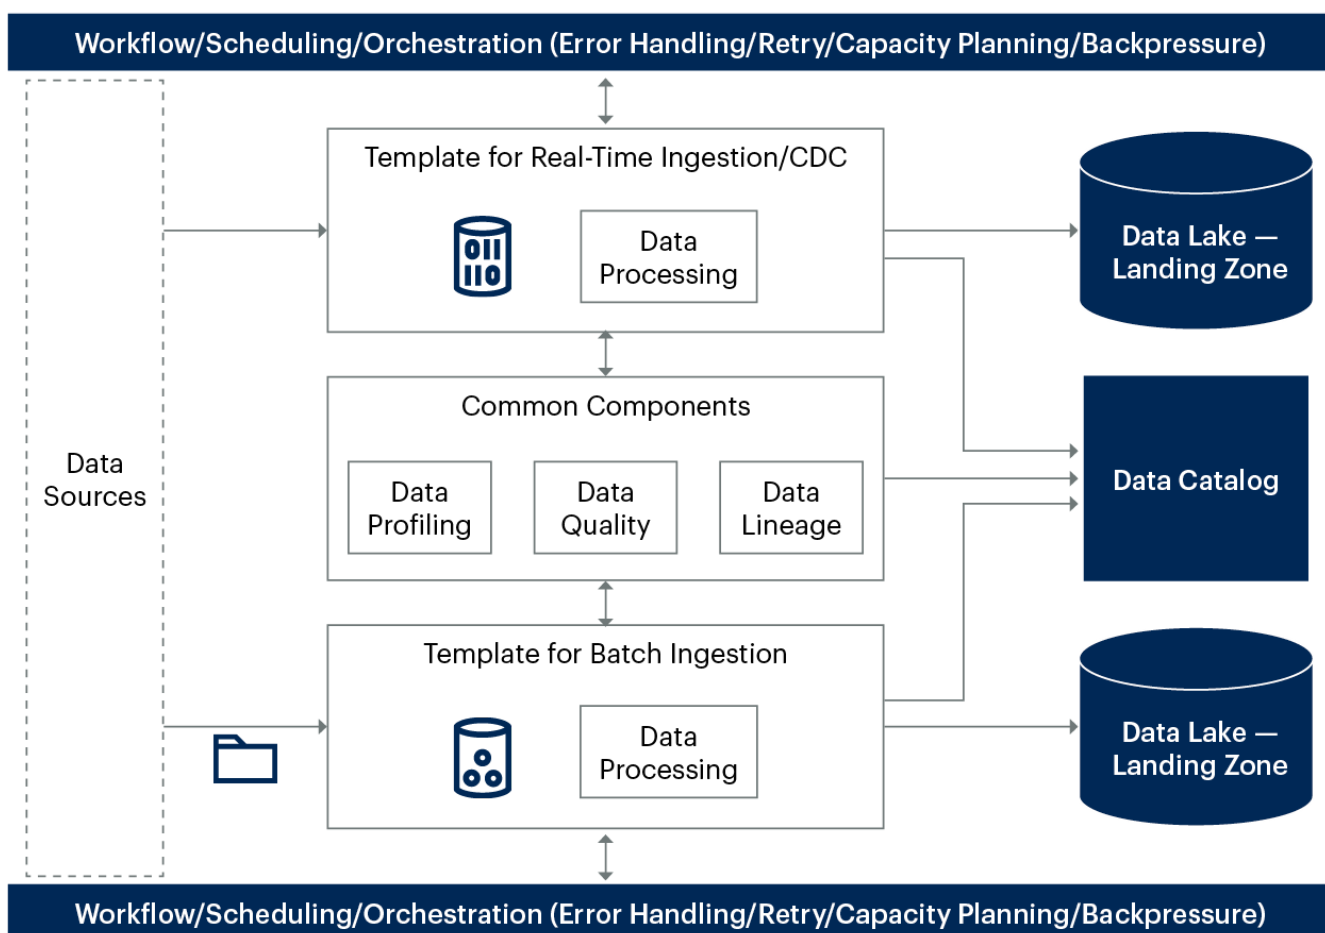 Workflow/Scheduling/Orchestration (Error Handling/Retry/Capacity Planning/Backpressure)
Template for Real-Time Ingestion/CDC
Data
Processing
Data Lake —
Landing Zone
Data
Sources
Common Components
Data
Profiling
Data
Quality
Data
Lineage
Data Catalog
Template for Batch Ingestion
Data
Processing
Data Lake —
Landing Zone
Workflow/Scheduling/Orchestration (Error Handling/Retry/Capacity Planning/Backpressure)